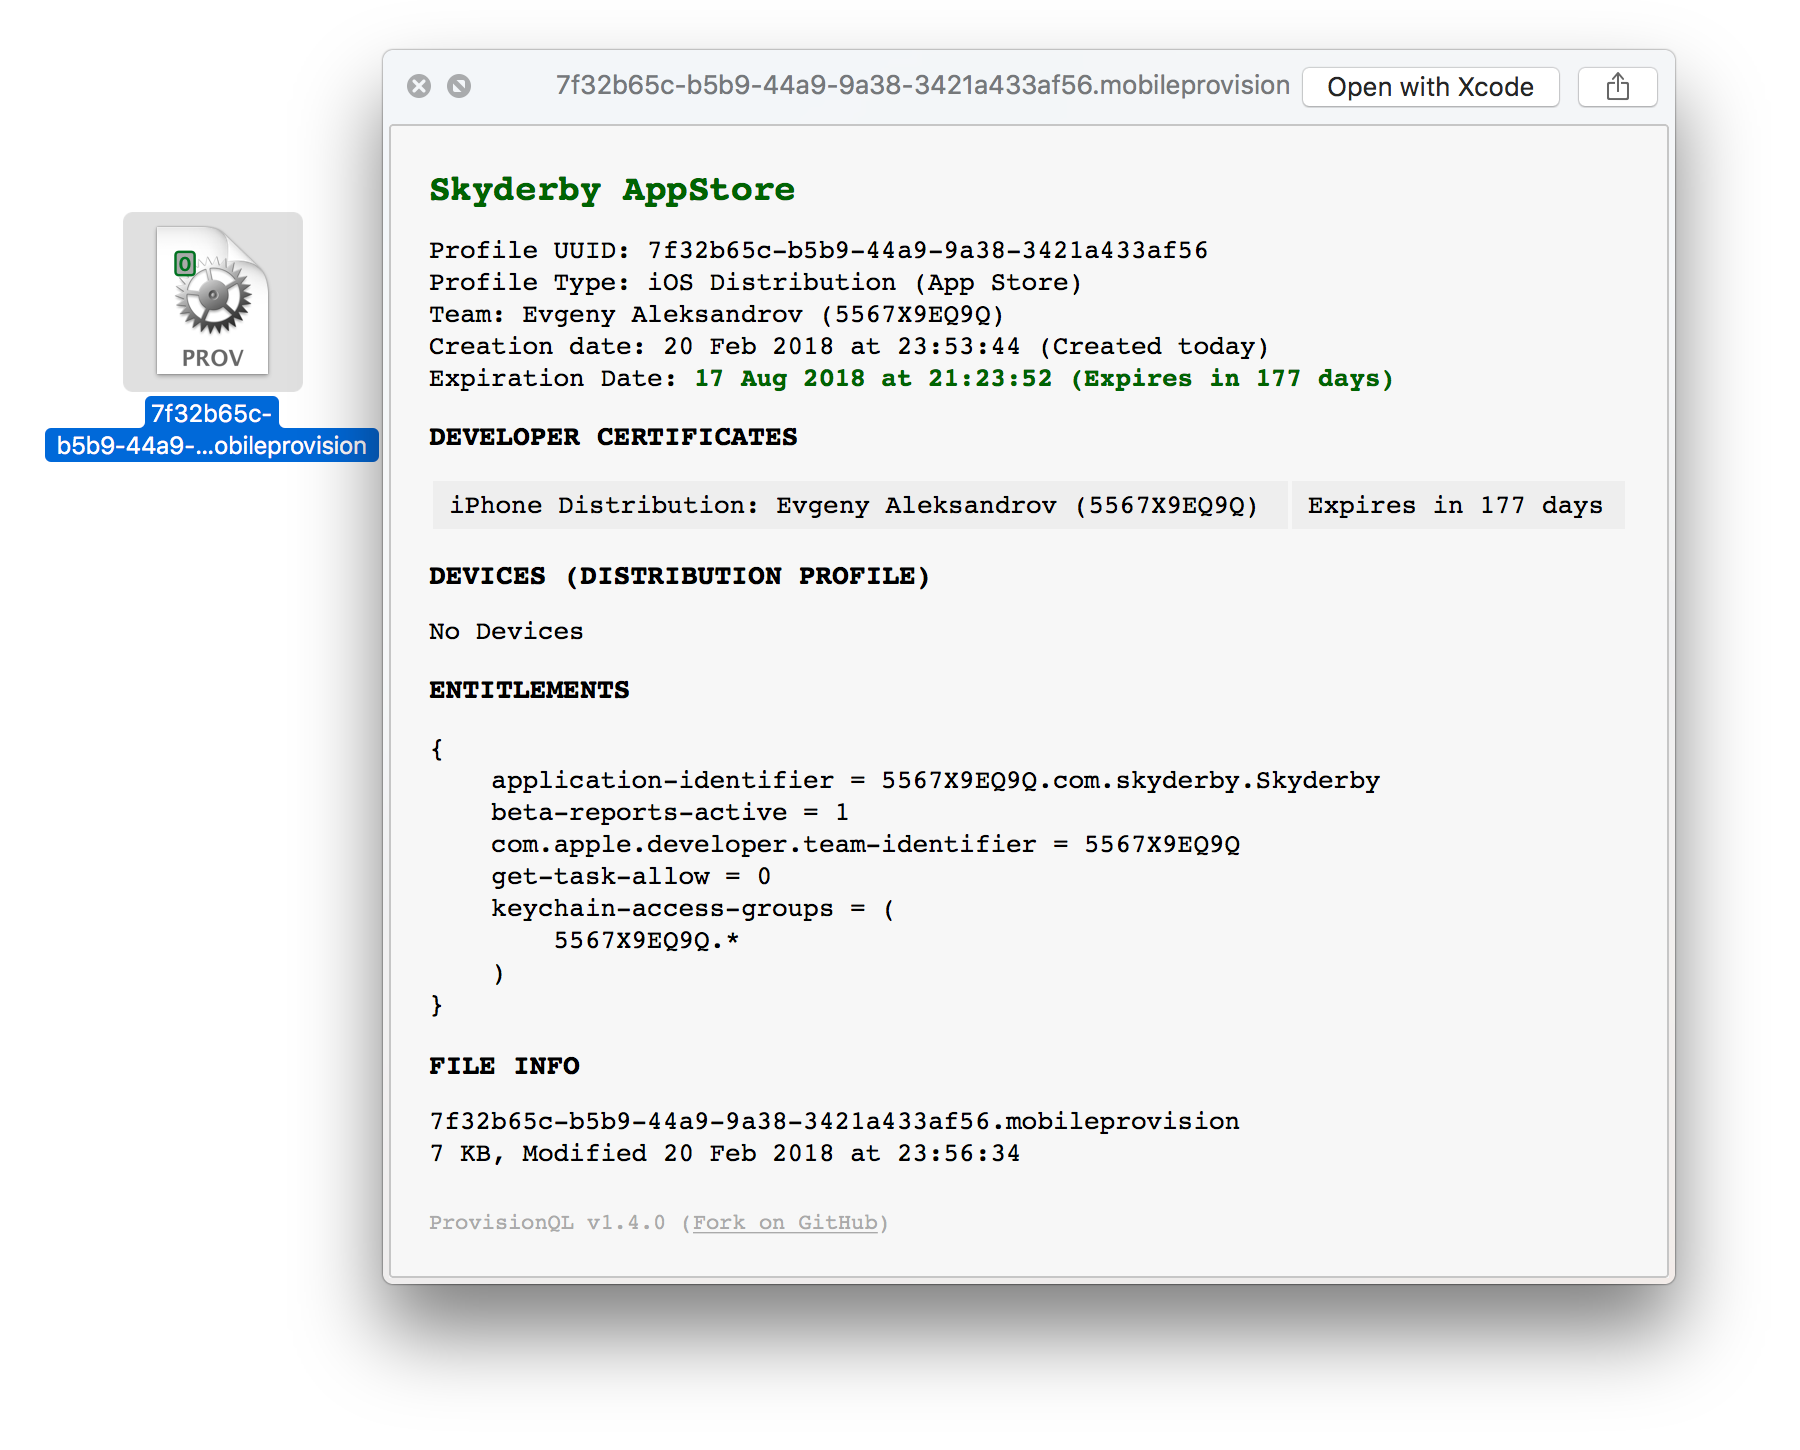 0
PROV
7f32b65c-
b5b9-44a9-...obileprovision
7f32b65c-b5b9-44a9-9a38-3421a433af56.mobileprovision
Open with Xcode
Skyderby AppStore
Profile UUID: 7f32b65c-b5b9-44a9-9a38-3421a433af56
Profile Type: iOS Distribution (App Store)
Team: Evgeny Aleksandrov (5567X9EQ9Q)
Creation date: 20 Feb 2018 at 23:53:44 (Created today)
Expiration Date: 17 Aug 2018 at 21:23:52 (Expires in 177 days)
DEVELOPER CERTIFICATES
iPhone Distribution: Evgeny Aleksandrov (5567X9EQ9Q) Expires in 177 days
DEVICES (DISTRIBUTION PROFILE)
No Devices
ENTITLEMENTS
{
application-identifier = 5567X9EQ9Q.com.skyderby.Skyderby
beta-reports-active = 1
com.apple.developer.team-identifier = 5567X9EQ9Q
get-task-allow = 0
keychain-access-groups = (
5567X9EQ9Q.*
)
}
FILE INFO
7f32b65c-b5b9-44a9-9a38-3421a433af56.mobileprovision
7 KB, Modified 20 Feb 2018 at 23:56:34
ProvisionQL v1.4.0 (Fork on GitHub)